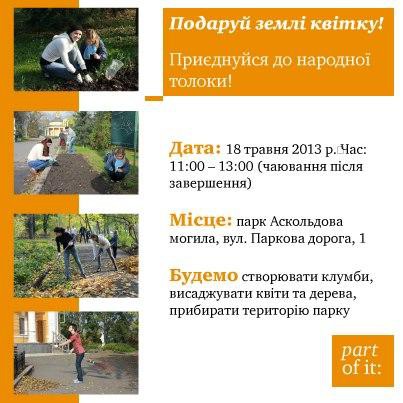 Подаруй землі квітку!
Приєднуйся до народної
толоки!
Дата: 18 травня 2013 р.□Час:
11:00 – 13:00 (чаювання після
завершення)
Місце: парк Аскольдова
могила, вул. Паркова дорога, 1
Будемо створювати клумби,
висаджувати квіти та дерева,
прибирати територію парку
part
of it: